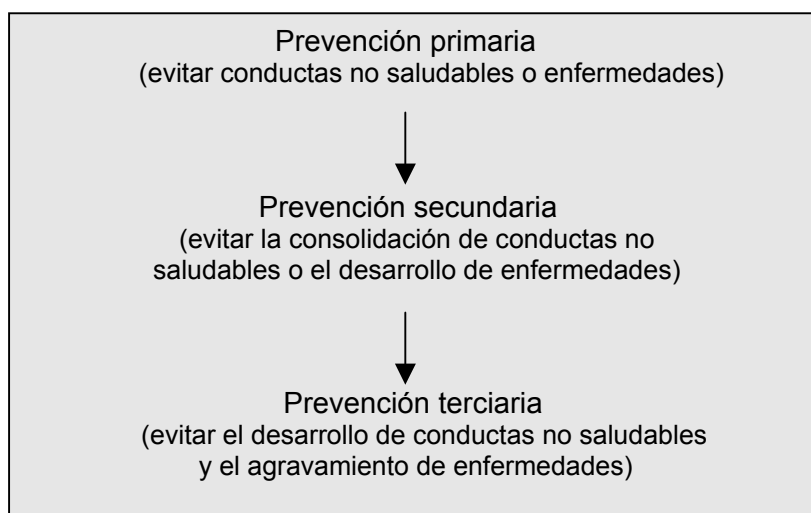 Prevención primaria
(evitar conductas no saludables o enfermedades)
Prevención secundaria
(evitar la consolidación de conductas no
saludables o el desarrollo de enfermedades)
Prevención terciaria
(evitar el desarrollo de conductas no saludables
y el agravamiento de enfermedades)